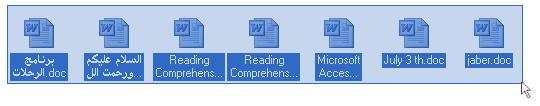 برنامج
الرحلات.doc
السلام عليكم
ورحمت الل...
Reading
Comprehens...
Reading
Comprehens...
Microsoft
Acces...
July 3 th.doc
jaber.doc